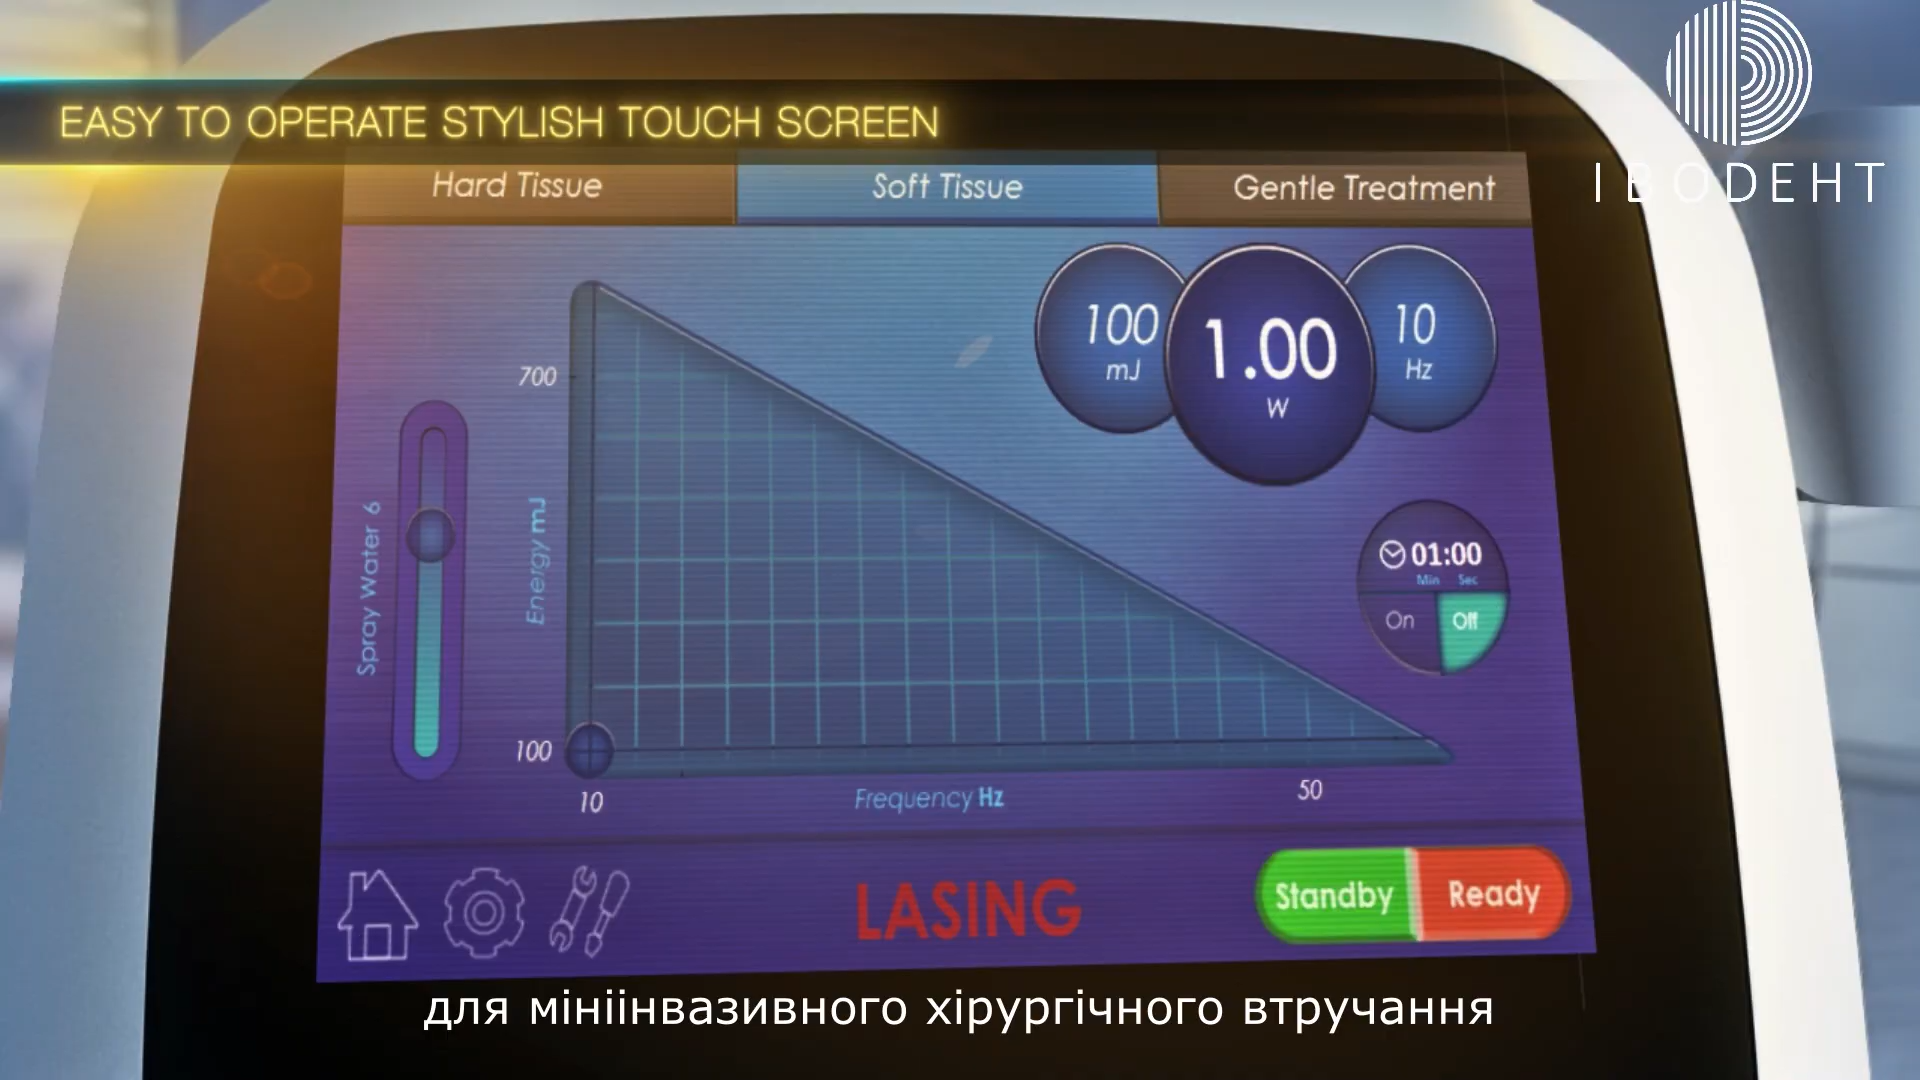 EASY TO OPERATE STYLISH TOUCH SCREEN
ІВОДЕНТ
Hard Tissue
Soft Tissue
Gentle Treatment
100
mJ
1.00
W
10
Hz
700
Energy mJ
Spray Water 6
01:00
Min Sec
On Off
100
10
Frequency Hz
50
LASING
Standby
Ready
для мініінвазивного хірургічного втручання